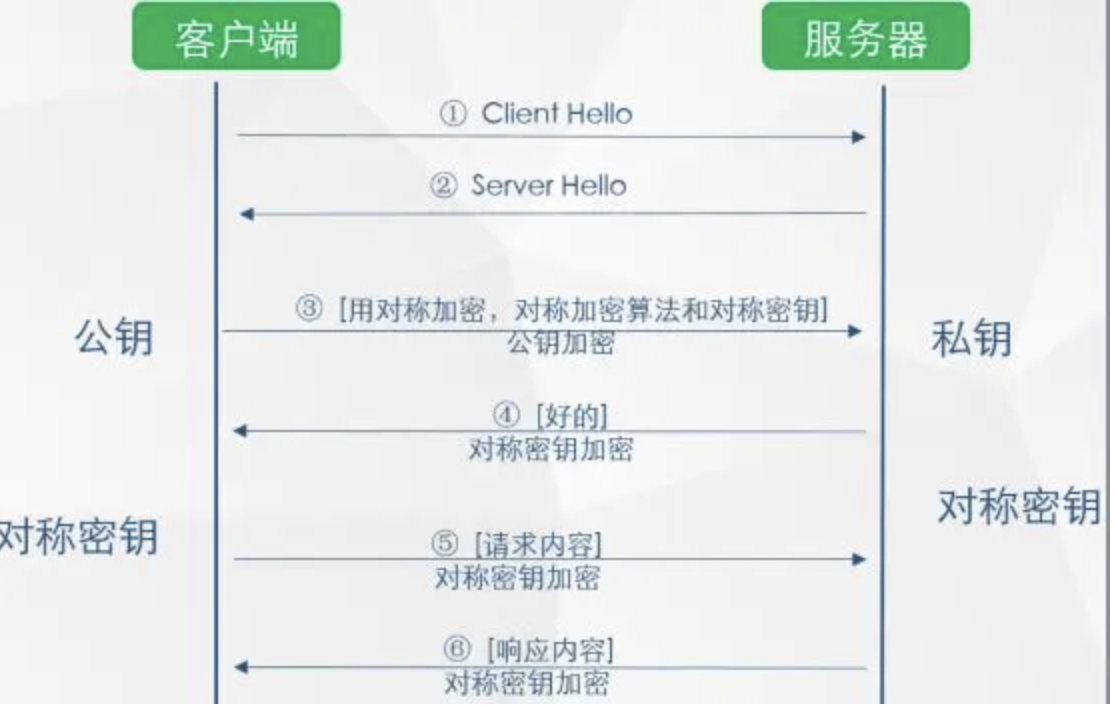 客户端
服务器
① Client Hello
② Server Hello
③ [用对称加密，对称加密算法和对称密钥]
公钥加密
公钥
私钥
④ [好的]
对称密钥加密
对称密钥
对称密钥
⑤ [请求内容]
对称密钥加密
⑥ [响应内容]
对称密钥加密